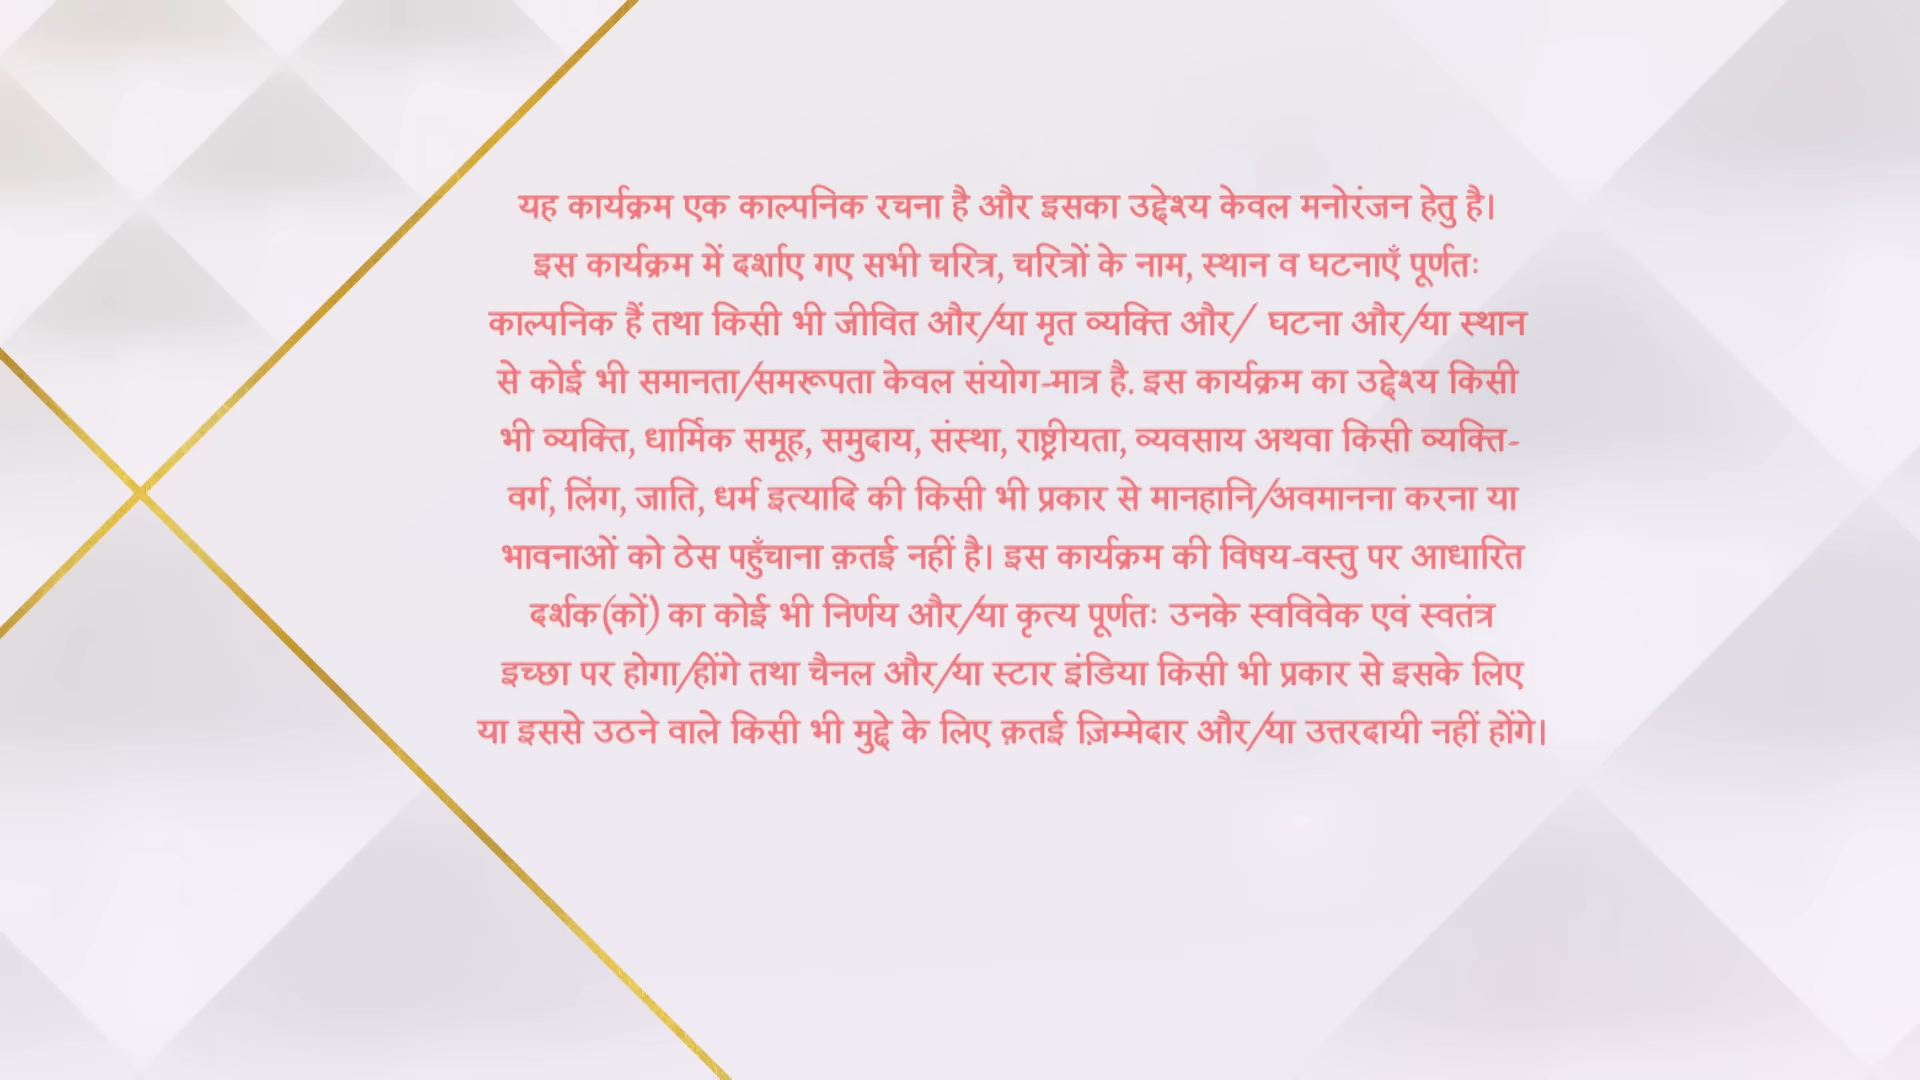 यह कार्यक्रम एक काल्पनिक रचना है और इसका उद्देश्य केवल मनोरंजन हेतु है।
इस कार्यक्रम में दर्शाए गए सभी चरित्र, चरित्रों के नाम, स्थान व घटनाएँ पूर्णतः
काल्पनिक हैं तथा किसी भी जीवित और/या मृत व्यक्ति और/ घटना और/या स्थान
से कोई भी समानता/समरूपता केवल संयोग-मात्र है. इस कार्यक्रम का उद्देश्य किसी
भी व्यक्ति, धार्मिक समूह, समुदाय, संस्था, राष्ट्रीयता, व्यवसाय अथवा किसी व्यक्ति-
वर्ग, लिंग, जाति, धर्म इत्यादि की किसी भी प्रकार से मानहानि/अवमानना करना या
भावनाओं को ठेस पहुँचाना क़तई नहीं है। इस कार्यक्रम की विषय-वस्तु पर आधारित
दर्शक(कों) का कोई भी निर्णय और/या कृत्य पूर्णतः उनके स्वविवेक एवं स्वतंत्र
इच्छा पर होगा/होंगे तथा चैनल और/या स्टार इंडिया किसी भी प्रकार से इसके लिए
या इससे उठने वाले किसी भी मुद्दे के लिए क़तई ज़िम्मेदार और/या उत्तरदायी नहीं होंगे।